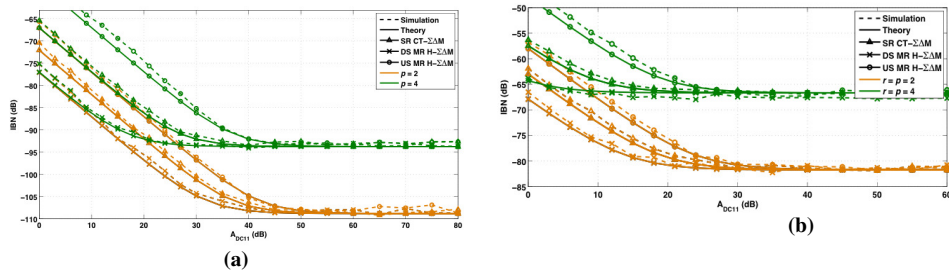 −65
−70
−75
−80
−85
−90
−95
−100
−105
−110
IBN (dB)
0 10 20 30 40 50 60 70 80
A_DC11 (dB)
Simulation
Theory
SR CT−ΣΔM
DS MR H−ΣΔM
US MR H−ΣΔM
p = 2
p = 4
(a)
−50
−55
−60
−65
−70
−75
−80
−85
IBN (dB)
0 10 20 30 40 50 60
A_DC11 (dB)
Simulation
Theory
SR CT−ΣΔM
DS MR H−ΣΔM
US MR H−ΣΔM
r = p = 2
r = p = 4
(b)